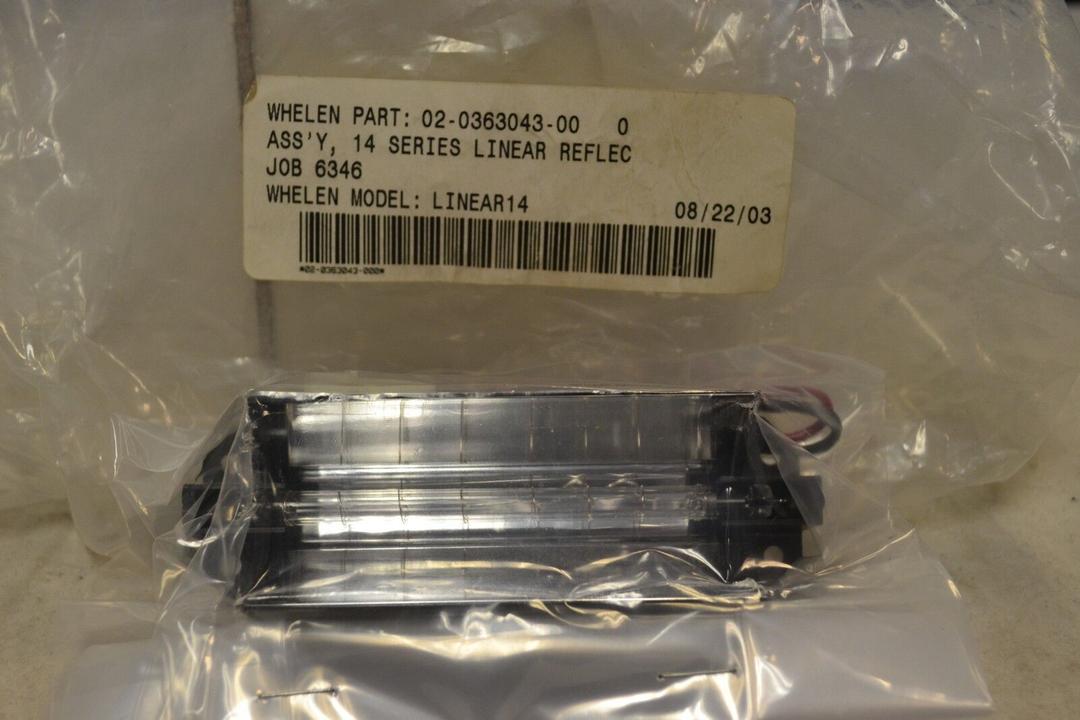 WHELEN PART: 02-0363043-00 0
ASS'Y, 14 SERIES LINEAR REFLEC
JOB 6346
WHELEN MODEL: LINEAR14 08/22/03
*02-0363043-000*